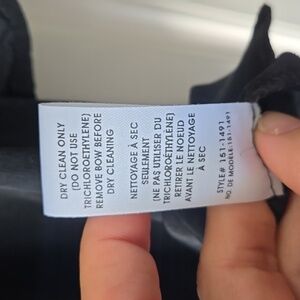 DRY CLEAN ONLY
(DO NOT USE
TRICHLOROETHYLENE)
REMOVE BOW BEFORE
DRY CLEANING
NETTOYAGE À SEC
SEULEMENT
(NE PAS UTILISER DU
TRICHLOROÉTHYLÈNE)
RETIRER LE NOEUD
AVANT LE NETTOYAGE
À SEC
STYLE# 151-1491
NO. DE MODELE: 151-1491